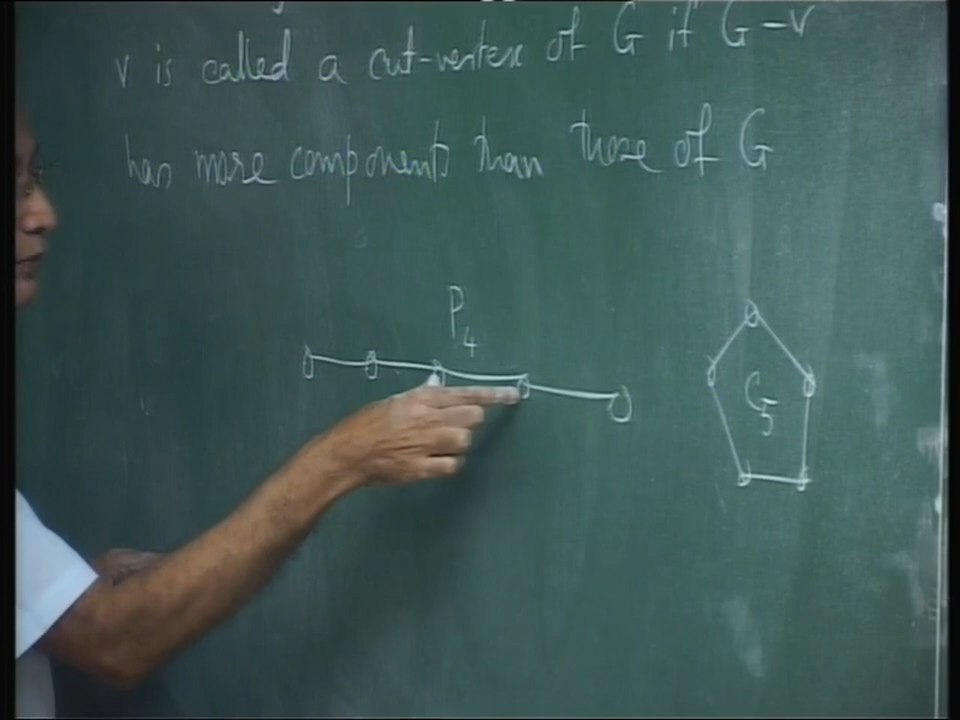 v is called a cut-vertex of G if G-v
has more components than those of G
P4
C5